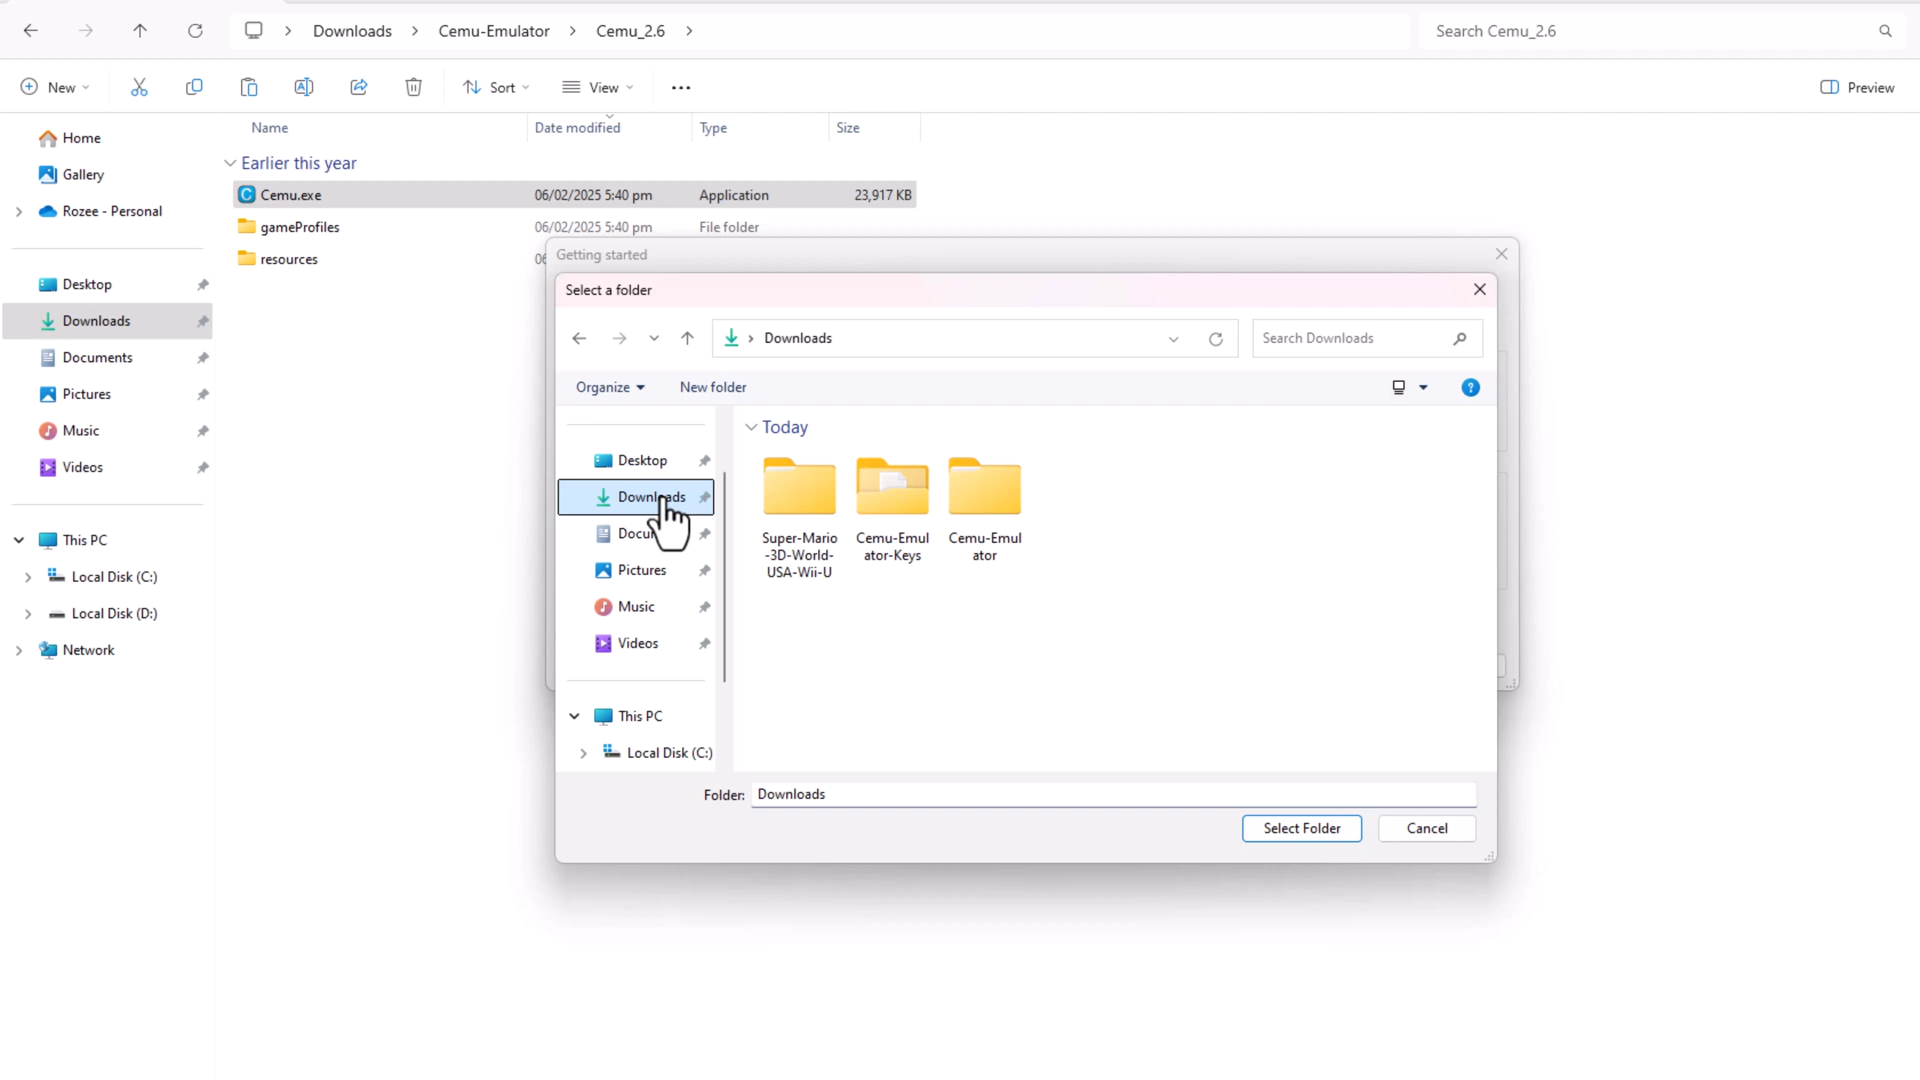 Downloads
Cemu-Emulator
Cemu_2.6
Search Cemu_2.6
New
Sort
View
Preview
Name
Date modified
Type
Size
Home
Gallery
Rozee - Personal
Desktop
Downloads
Documents
Pictures
Music
Videos
This PC
Local Disk (C:)
Local Disk (D:)
Network
Earlier this year
Cemu.exe 06/02/2025 5:40 pm Application 23,917 KB
gameProfiles 06/02/2025 5:40 pm File folder
resources
Getting started
Select a folder
Downloads
Search Downloads
Organize
New folder
Desktop
Downloads
Pictures
Music
Videos
This PC
Local Disk (C:)
Today
Super-Mario
-3D-World-
USA-Wii-U
Cemu-Emul
ator-Keys
Cemu-Emul
ator
Folder: Downloads
Select Folder
Cancel